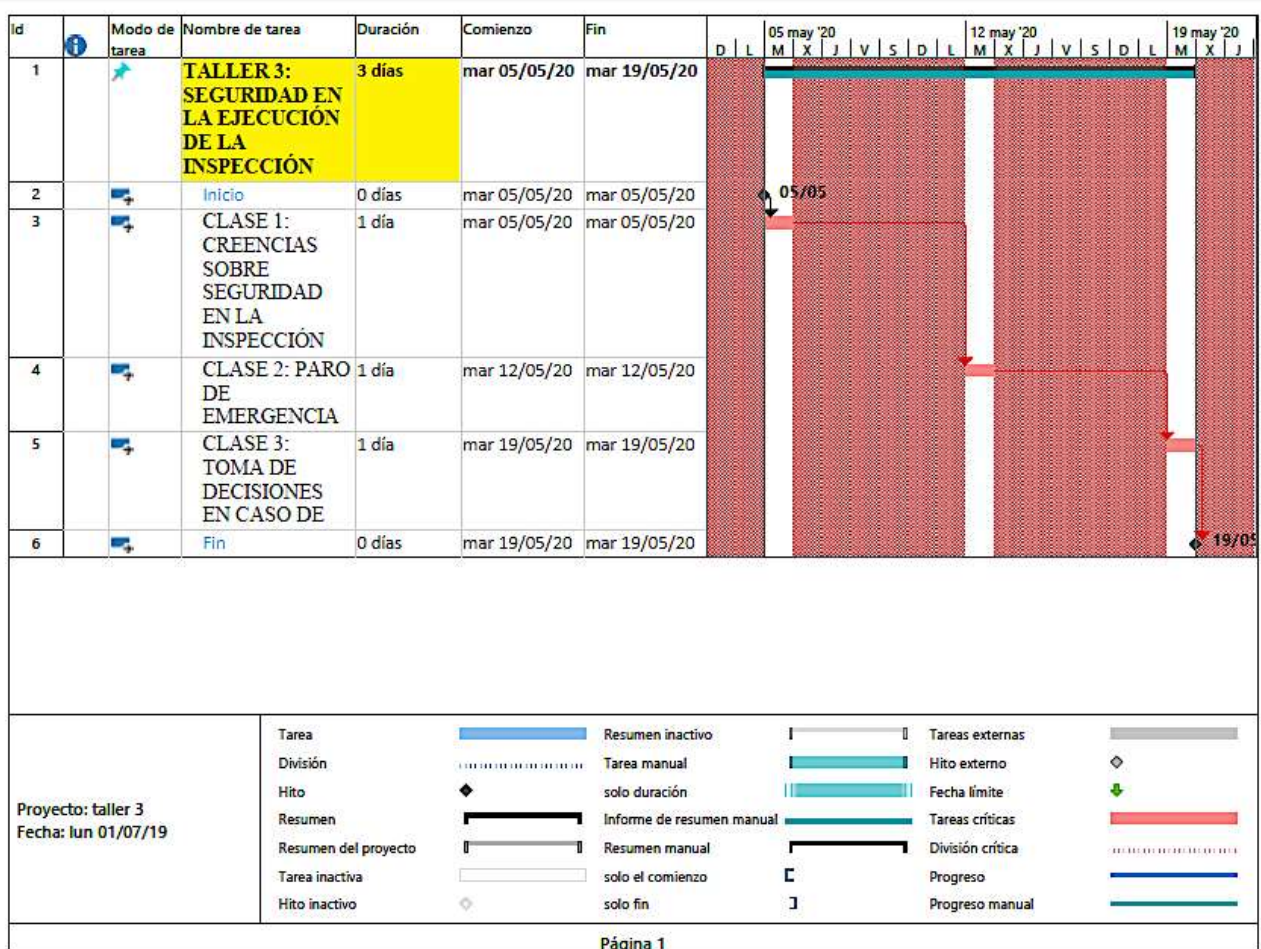 Id Modo de tarea Nombre de tarea Duración Comienzo Fin
05 may '20 12 may '20 19 may '20
D L M X J V S D L M X J V S D L M X J
1 TALLER 3: 3 días mar 05/05/20 mar 19/05/20
SEGURIDAD EN
LA EJECUCIÓN
DE LA
INSPECCIÓN
2 Inicio 0 días mar 05/05/20 mar 05/05/20 05/05
3 CLASE 1: 1 día mar 05/05/20 mar 05/05/20
CREENCIAS
SOBRE
SEGURIDAD
EN LA
INSPECCIÓN
4 CLASE 2: PARO 1 día mar 12/05/20 mar 12/05/20
DE
EMERGENCIA
5 CLASE 3: 1 día mar 19/05/20 mar 19/05/20
TOMA DE
DECISIONES
EN CASO DE
6 Fin 0 días mar 19/05/20 mar 19/05/20 19/05
Proyecto: taller 3
Fecha: lun 01/07/19
Tarea Resumen inactivo Tareas externas
División Tarea manual Hito externo
Hito solo duración Fecha límite
Resumen Informe de resumen manual Tareas críticas
Resumen del proyecto Resumen manual División crítica
Tarea inactiva solo el comienzo Progreso
Hito inactivo solo fin Progreso manual
Página 1